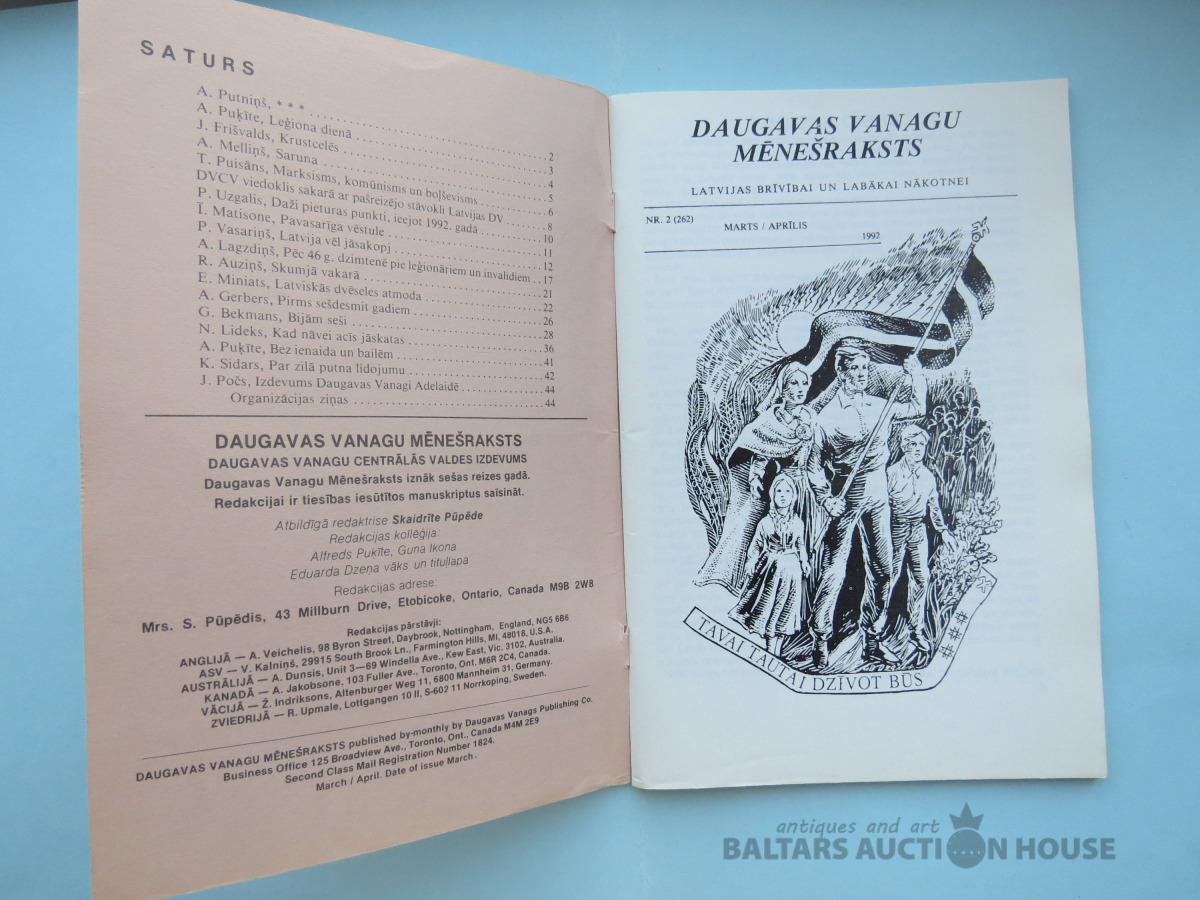 SATURS
A. Putniņš, * * * ........ 2
A. Puķīte, Leģiona dienā ........ 3
J. Frišvalds, Krustcelēs ........ 4
A. Melliņš, Saruna ........ 5
T. Puisāns, Marksisms, komūnisms un boļševisms ........ 6
DVCV viedoklis sakarā ar pašreizējo stāvokli Latvijas DV ........ 8
P. Uzgalis, Daži pieturas punkti, ieejot 1992. gadā ........ 10
Ī. Matisone, Pavasarīga vēstule ........ 11
P. Vasariņš, Latvija vēl jāsakopj ........ 12
A. Lagzdiņš, Pēc 46 g. dzimtenē pie leģionāriem un invalidiem .. 17
R. Auziņš, Skumjā vakarā ........ 21
E. Miniats, Latviskās dvēseles atmoda ........ 22
A. Gerbers, Pirms sešdesmit gadiem ........ 26
G. Bekmans, Bijām seši ........ 28
N. Lideks, Kad nāvei acīs jāskatas ........ 36
A. Puķīte, Bez ienaida un bailēm ........ 41
K. Sidars, Par zilā putna lidojumu ........ 42
J. Počs, Izdevums Daugavas Vanagi Adelaidē ........ 44
Organizācijas ziņas ........ 44
DAUGAVAS VANAGU MĒNEŠRAKSTS
DAUGAVAS VANAGU CENTRĀLĀS VALDES IZDEVUMS
Daugavas Vanagu Mēnešraksts iznāk sešas reizes gadā.
Redakcijai ir tiesības iesūtītos manuskriptus saīsināt.
Atbildīgā redaktrise Skaidrīte Pūpēde
Redakcijas kollēģija:
Alfreds Puķīte, Guna Ikona
Eduarda Dzeņa vāks un tituļlapa
Redakcijas adrese:
Mrs. S. Pūpēdis, 43 Millburn Drive, Etobicoke, Ontario, Canada M9B 2W8
Redakcijas pārstāvji:
ANGLIJĀ — A. Veichelis, 98 Byron Street, Daybrook, Nottingham, England, NG5 6B6
ASV — V. Kalniņš, 29915 South Brook Ln., Farmington Hills, MI, 48018, U.S.A.
AUSTRĀLIJĀ — A. Dunsis, Unit 3—69 Windella Ave., Kew East, Vic. 3102, Australia.
KANADĀ — A. Jakobsone, 103 Fuller Ave., Toronto, Ont. M6R 2C4, Canada.
VĀCIJĀ — Ž. Indriksons, Altenburger Weg 11, 6800 Mannheim 31, Germany.
ZVIEDRIJĀ — R. Upmale, Lottgangen 10 II, S-602 11 Norrkoping, Sweden.
DAUGAVAS VANAGU MĒNEŠRAKSTS published by-monthly by Daugavas Vanags Publishing Co.
Business Office 125 Broadview Ave., Toronto, Ont., Canada M4M 2E9
Second Class Mail Registration Number 1824.
March / April. Date of issue March.
DAUGAVAS VANAGU
MĒNEŠRAKSTS
LATVIJAS BRĪVĪBAI UN LABĀKAI NĀKOTNEI
NR. 2 (262)
MARTS / APRĪLIS
1992
TAVAI TAUTAI DZĪVOT BŪS
antiques and art
BALTARS AUCTION HOUSE